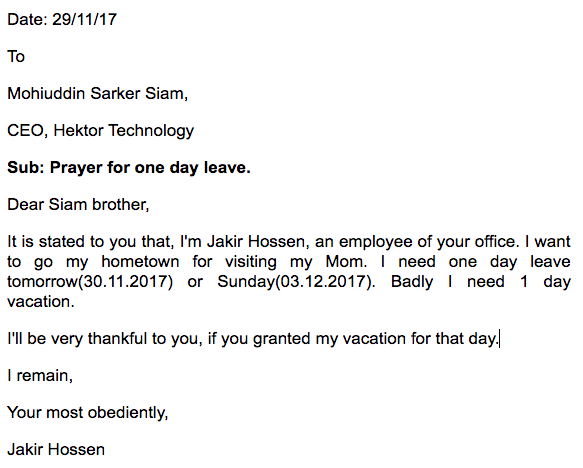 Date: 29/11/17
To
Mohiuddin Sarker Siam,
CEO, Hektor Technology
Sub: Prayer for one day leave.
Dear Siam brother,
It is stated to you that, I'm Jakir Hossen, an employee of your office. I want
to go my hometown for visiting my Mom. I need one day leave
tomorrow(30.11.2017) or Sunday(03.12.2017). Badly I need 1 day
vacation.
I'll be very thankful to you, if you granted my vacation for that day.
I remain,
Your most obediently,
Jakir Hossen